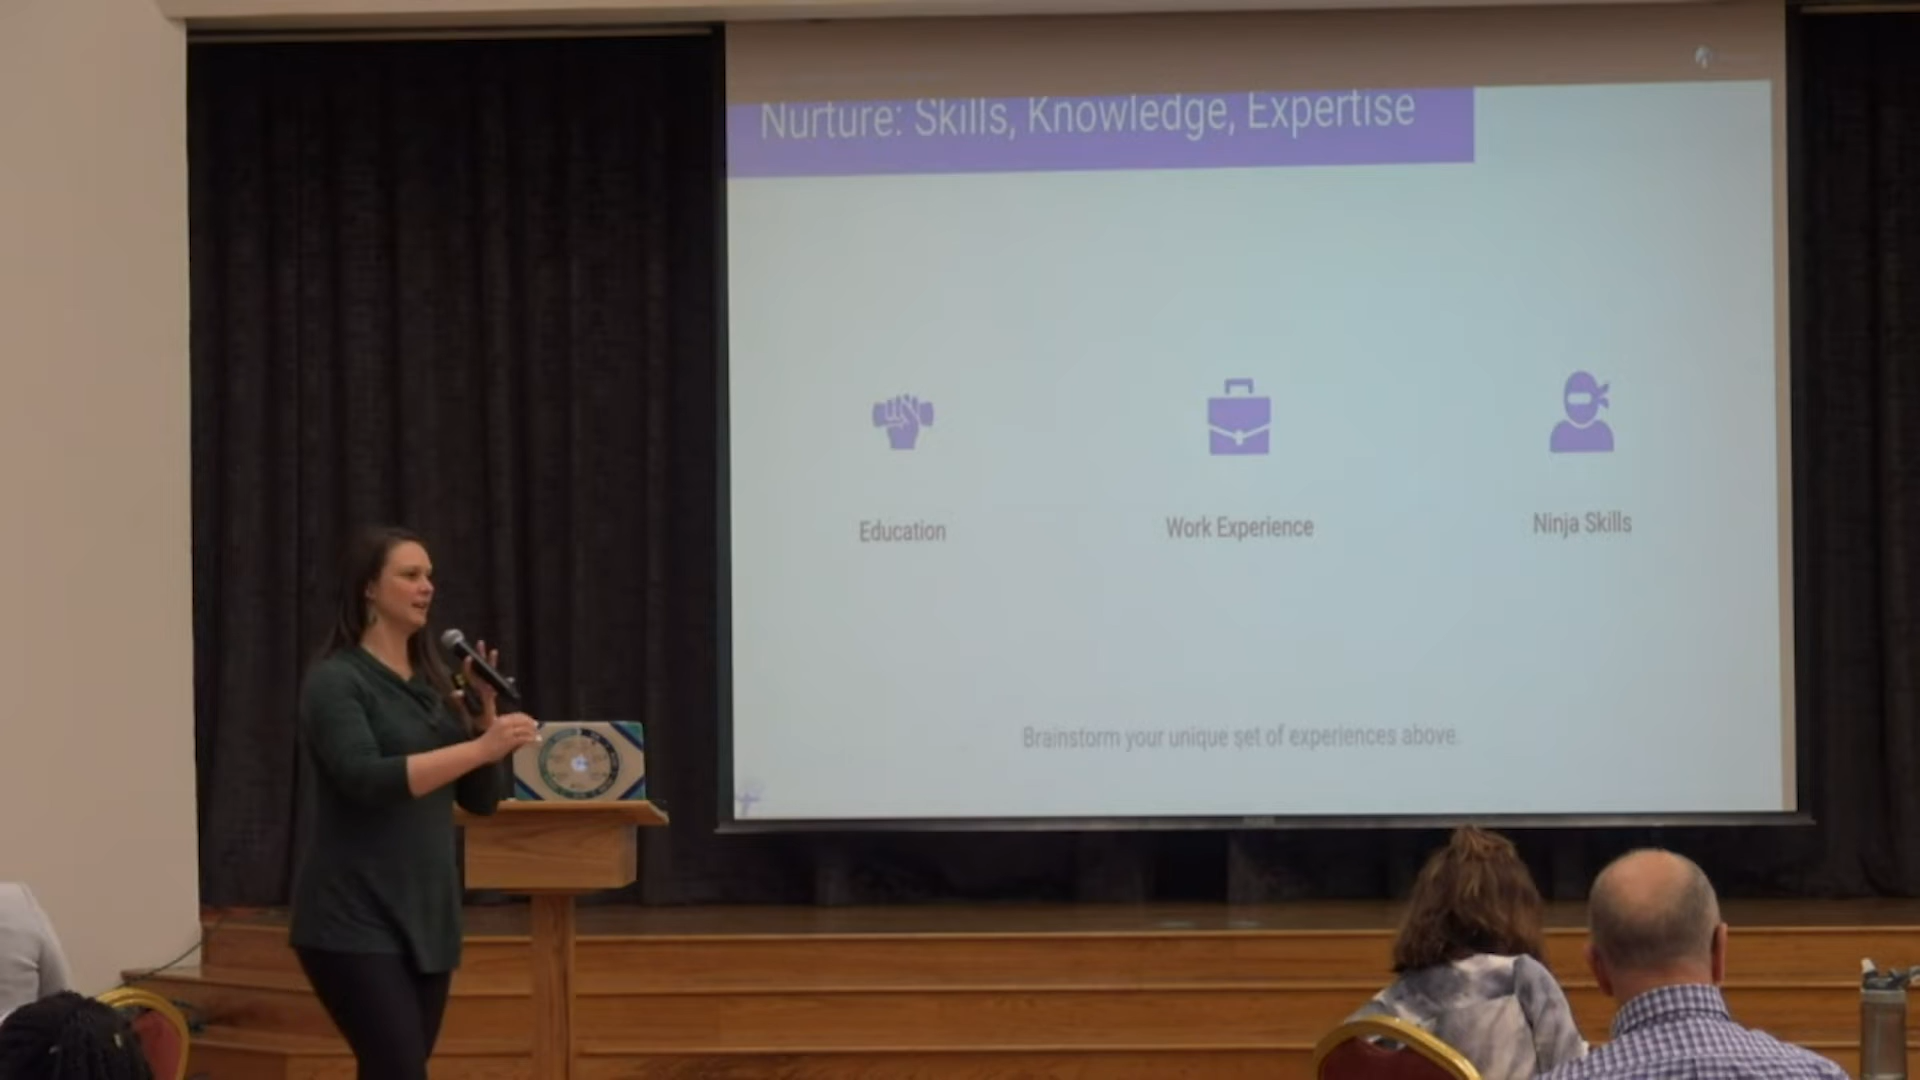 Nurture: Skills, Knowledge, Expertise
Education
Work Experience
Ninja Skills
Brainstorm your unique set of experiences above.